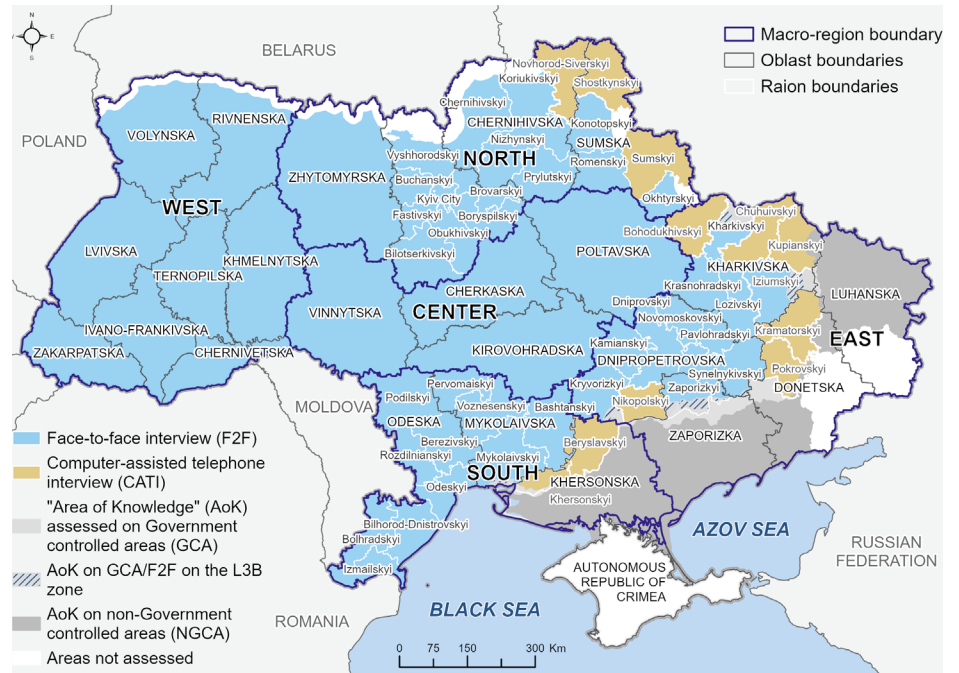 N
E
S
Macro-region boundary
Oblast boundaries
Raion boundaries
BELARUS
POLAND
Novhorod-Siverskyi
Koriukivskyi
Shostkynskyi
Chernihivskyi
RIVNENSKA
VOLYNSKA
CHERNIHIVSKA
Konotopskyi
Nizhynskyi
SUMSKA
Vyshhorodskyi
NORTH
Romenskyi
Sumskyi
ZHYTOMYRSKA
Buchanskyi
Prylutskyi
Brovarskyi
Kyiv City
Okhtyrskyi
WEST
Fastivskyi
Boryspilskyi
Chuhuivskyi
Obukhivskyi
Bohodukhivskyi
Kharkivskyi
Bilotserkivskyi
LVIVSKA
KHMELNYTSKA
POLTAVSKA
Kupianskyi
TERNOPILSKA
KHARKIVSKA
Krasnohradskyi
Iziumskyi
CHERKASKA
LUHANSKA
VINNYTSKA
CENTER
Dniprovskyi
Lozivskyi
Novomoskovskyi
IVANO-FRANKIVSKA
Pavlohradskyi
Kramatorskyi
ZAKARPATSKA
CHERNIVETSKA
KIROVOHRADSKA
Kamianskyi
EAST
DNIPROPETROVSKA
Pokrovskyi
Synelnykivskyi
Pervomaiskyi
Kryvorizkyi
Zaporizkyi
DONETSKA
MOLDOVA
Podilskyi
Voznesenskyi
Bashtanskyi
Nikopolskyi
ODESKA
MYKOLAIVSKA
Berezivskyi
Beryslavskyi
ZAPORIZKA
Rozdilnianskyi
Mykolaivskyi
SOUTH
KHERSONSKA
Odeskyi
Khersonskyi
Bilhorod-Dnistrovskyi
Bolhradskyi
Izmailskyi
AZOV SEA
RUSSIAN
FEDERATION
AUTONOMOUS
REPUBLIC OF
CRIMEA
BLACK SEA
ROMANIA
Face-to-face interview (F2F)
Computer-assisted telephone
interview (CATI)
"Area of Knowledge" (AoK)
assessed on Government
controlled areas (GCA)
AoK on GCA/F2F on the L3B
zone
AoK on non-Government
controlled areas (NGCA)
Areas not assessed
0 75 150 300 Km